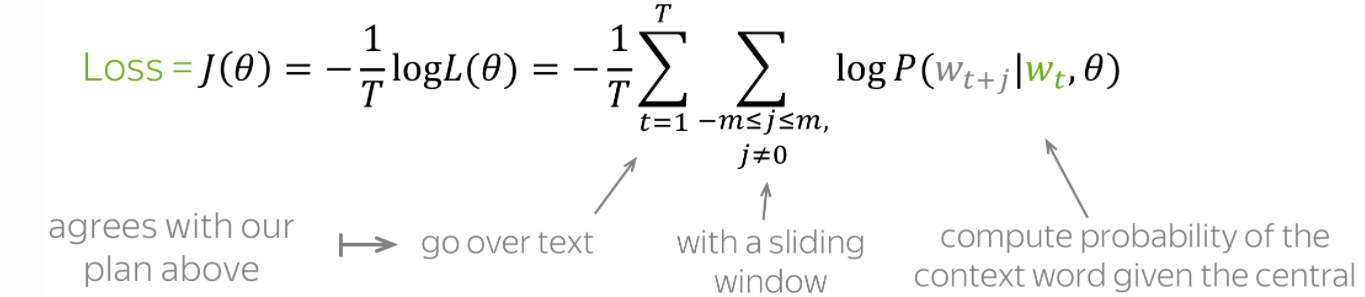 Loss = J(θ) = −1/T logL(θ) = −1/T ∑_{t=1}^{T} ∑_{−m≤j≤m, j≠0} log P(w_{t+j}|w_t, θ)
agrees with our
plan above
↦ go over text
with a sliding
window
compute probability of the
context word given the central